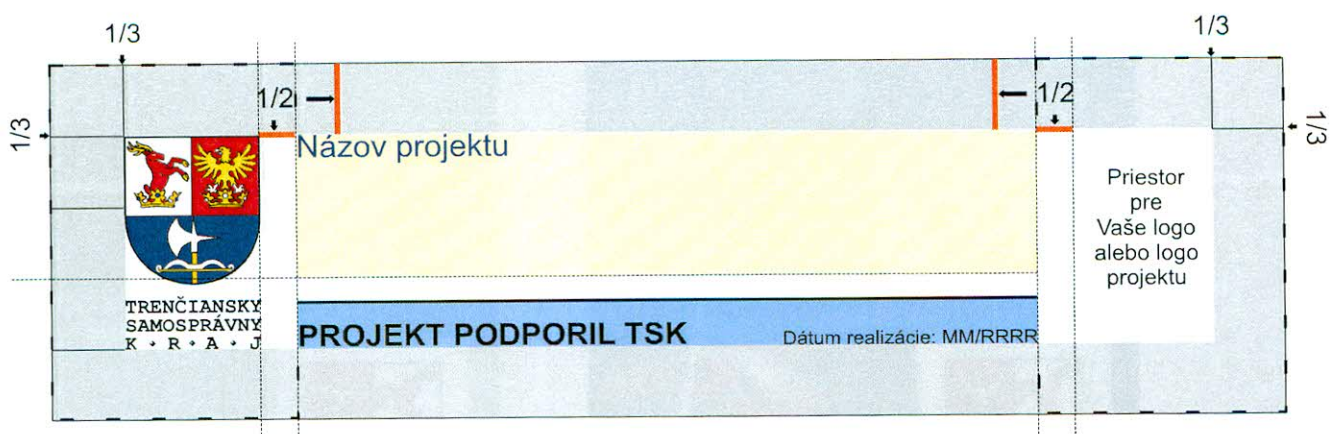 1/3
1/3
1/2
1/2
1/3
1/3
Názov projektu
Priestor
pre
Vaše logo
alebo logo
projektu
TRENČIANSKY
SAMOSPRÁVNY
K · R · A · J
PROJEKT PODPORIL TSK
Dátum realizácie: MM/RRRR